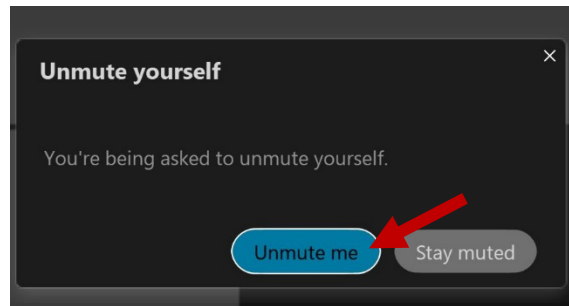 Unmute yourself
You're being asked to unmute yourself.
Unmute me
Stay muted